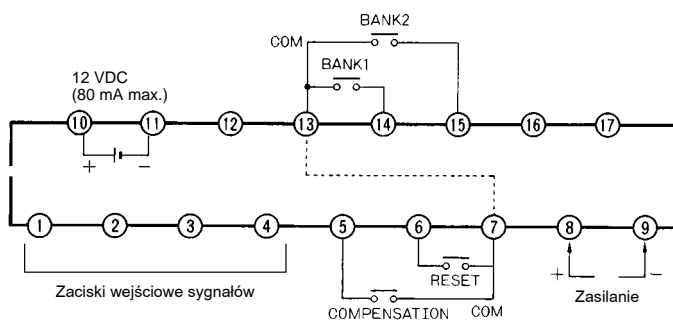 BANK2
COM
BANK1
12 VDC
(80 mA max.)
10 11 12 13 14 15 16 17
+ −
1 2 3 4 5 6 7 8 9
RESET
+ −
Zaciski wejściowe sygnałów
COMPENSATION
COM
Zasilanie